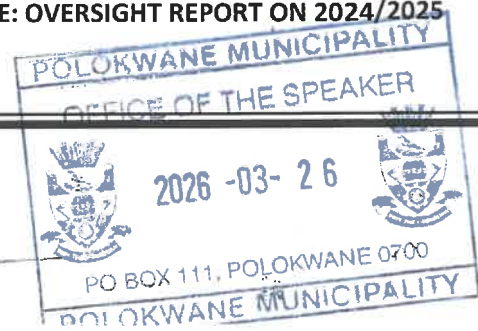 E: OVERSIGHT REPORT ON 2024/2025
POLOKWANE MUNICIPALITY
OFFICE OF THE SPEAKER
2026 -03- 26
PO BOX 111, POLOKWANE 0700
POLOKWANE MUNICIPALITY